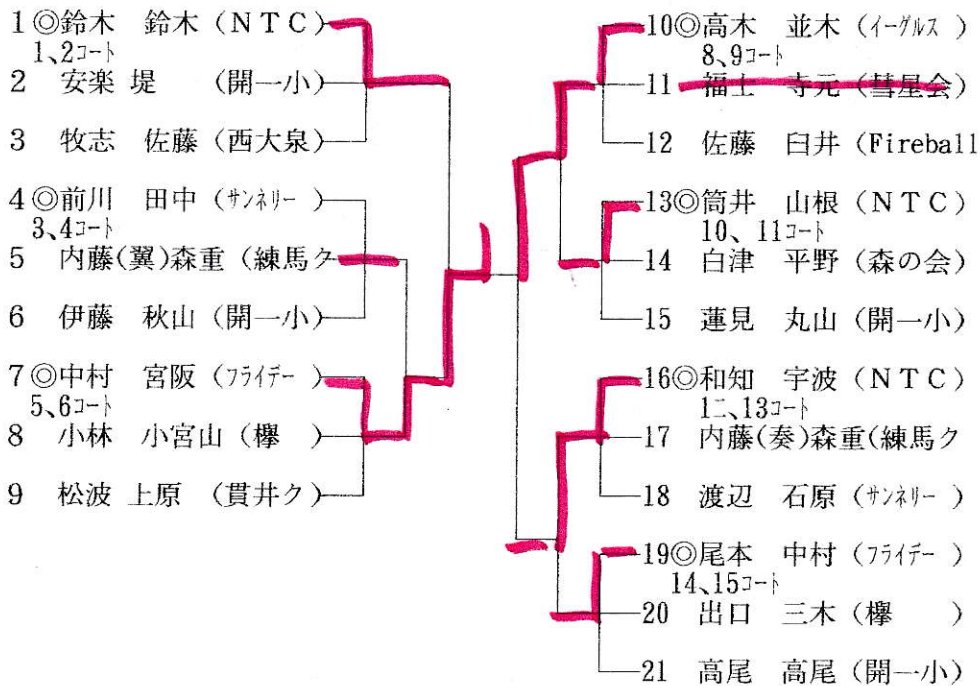 1 ◎鈴木 鈴木 (NTC)
1、2コート
2 安楽 堤 (開一小)
3 牧志 佐藤 (西大泉)
4 ◎前川 田中 (サンネリー )
3、4コート
5 内藤(翼)森重 (練馬ク
6 伊藤 秋山 (開一小)
7 ◎中村 宮阪 (フライデー )
5、6コート
8 小林 小宮山 (欅 )
9 松波 上原 (貫井ク)
10◎高木 並木 (イーグルス )
8、9コート
11 福士 寺元 (彗星会)
12 佐藤 臼井 (Fireball
13◎筒井 山根 (NTC)
10、11コート
14 白津 平野 (森の会)
15 蓮見 丸山 (開一小)
16◎和知 宇波 (NTC)
1二、13コート
17 内藤(奏)森重(練馬ク
18 渡辺 石原 (サンネリー )
19◎尾本 中村 (フライデー )
14、15コート
20 出口 三木 (欅 )
21 高尾 高尾 (開一小)